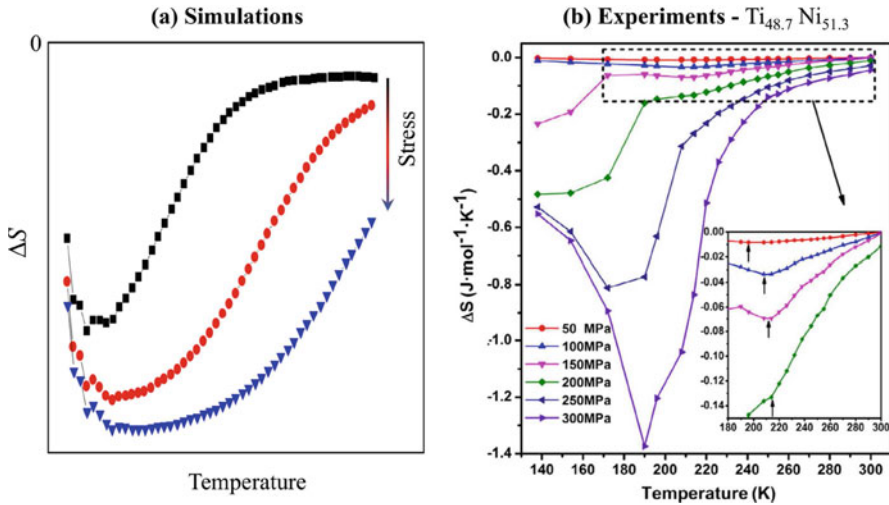 (a) Simulations
0
ΔS
Stress
Temperature
(b) Experiments - Ti48.7 Ni51.3
0.0
-0.2
-0.4
-0.6
-0.8
-1.0
-1.2
-1.4
ΔS (J·mol⁻¹·K⁻¹)
50 MPa
100MPa
150MPa
200MPa
250MPa
300MPa
0.00
-0.02
-0.04
-0.06
-0.08
-0.10
-0.12
-0.14
180 200 220 240 260 280 300
140 160 180 200 220 240 260 280 300
Temperature (K)